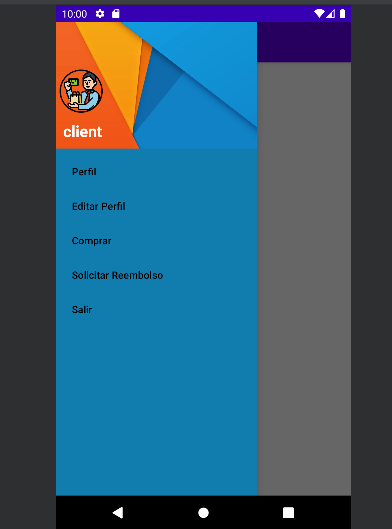 10:00
client
Perfil
Editar Perfil
Comprar
Solicitar Reembolso
Salir